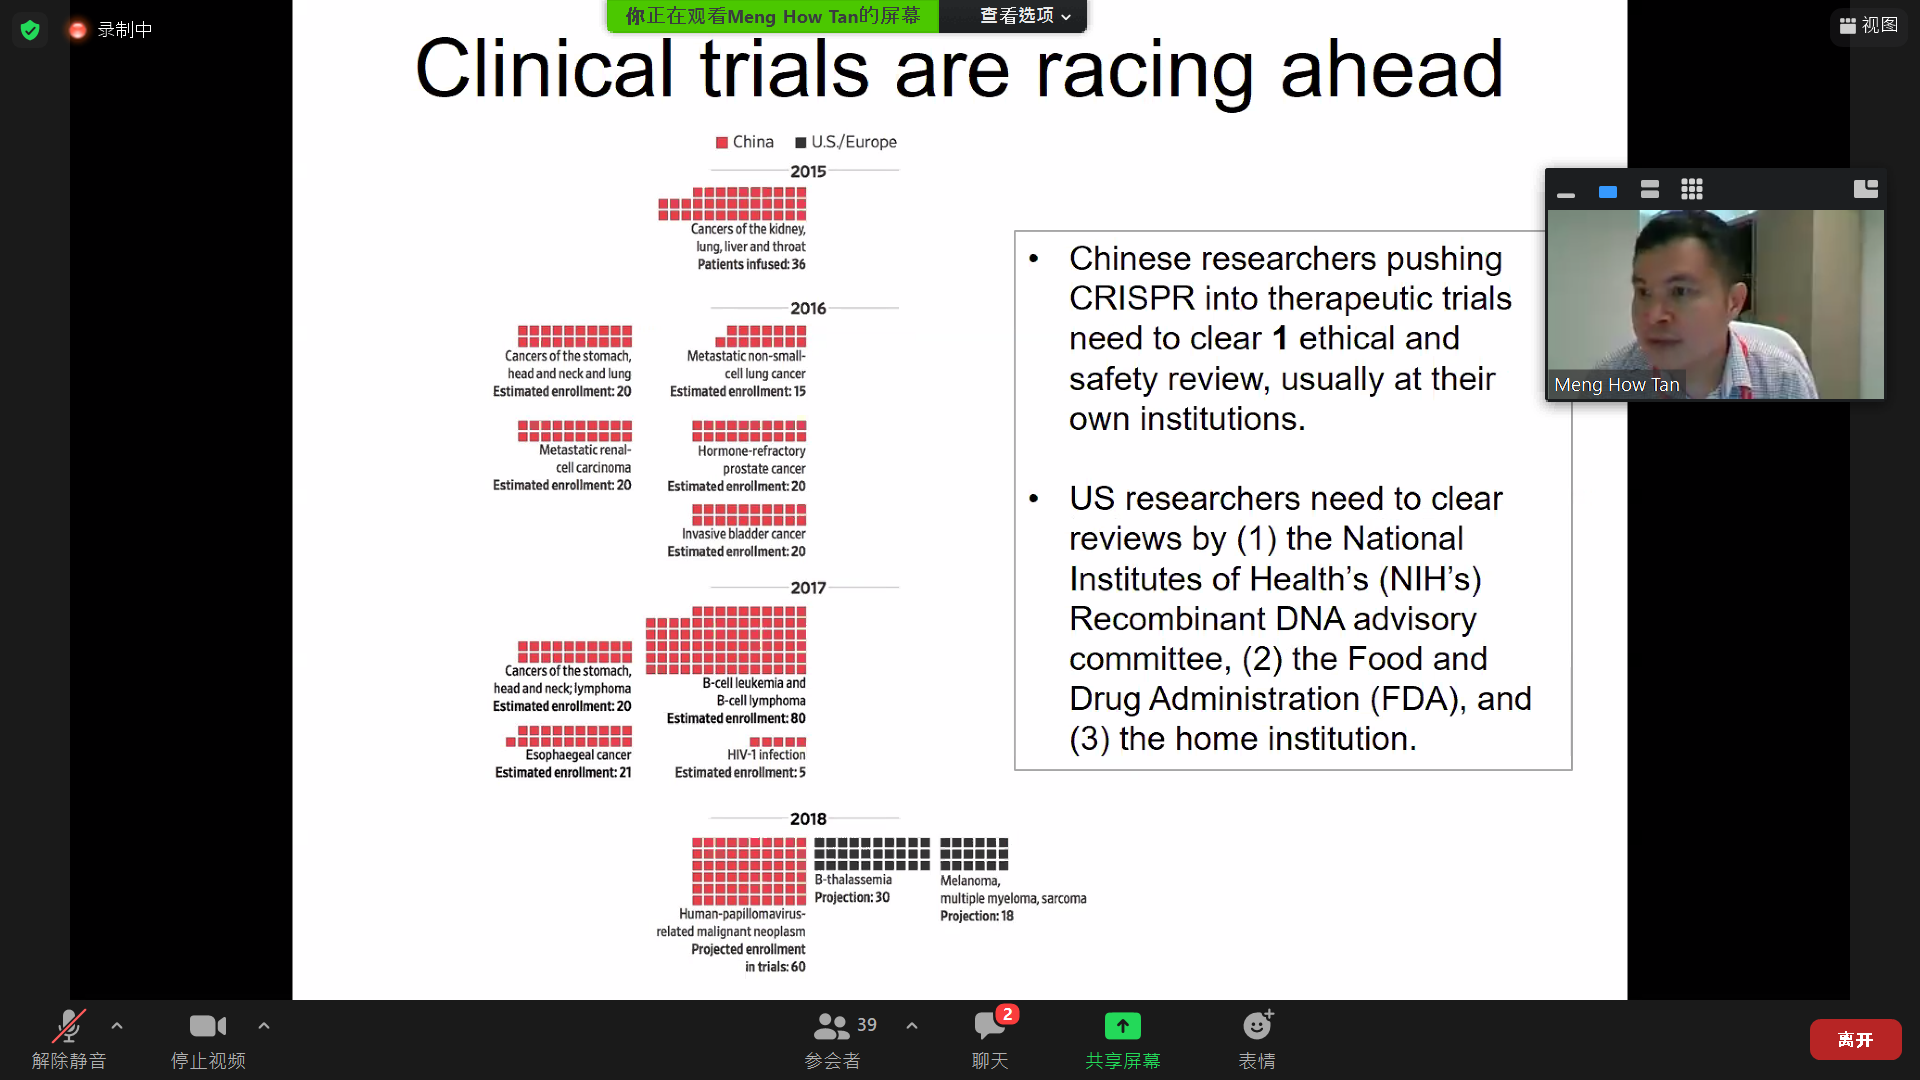 录制中
你正在观看Meng How Tan的屏幕
查看选项
视图
Clinical trials are racing ahead
China
U.S./Europe
2015
Cancers of the kidney,
lung, liver and throat
Patients infused: 36
2016
Cancers of the stomach,
head and neck and lung
Estimated enrollment: 20
Metastatic non-small-
cell lung cancer
Estimated enrollment: 15
Metastatic renal-
cell carcinoma
Estimated enrollment: 20
Hormone-refractory
prostate cancer
Estimated enrollment: 20
Invasive bladder cancer
Estimated enrollment: 20
2017
Cancers of the stomach,
head and neck; lymphoma
Estimated enrollment: 20
B-cell leukemia and
B-cell lymphoma
Estimated enrollment: 80
Esophaegeal cancer
Estimated enrollment: 21
HIV-1 infection
Estimated enrollment: 5
2018
Human-papillomavirus-
related malignant neoplasm
Projected enrollment
in trials: 60
B-thalassemia
Projection: 30
Melanoma,
multiple myeloma, sarcoma
Projection: 18
• Chinese researchers pushing
CRISPR into therapeutic trials
need to clear 1 ethical and
safety review, usually at their
own institutions.
• US researchers need to clear
reviews by (1) the National
Institutes of Health’s (NIH’s)
Recombinant DNA advisory
committee, (2) the Food and
Drug Administration (FDA), and
(3) the home institution.
Meng How Tan
解除静音
停止视频
39
参会者
2
聊天
共享屏幕
表情
离开